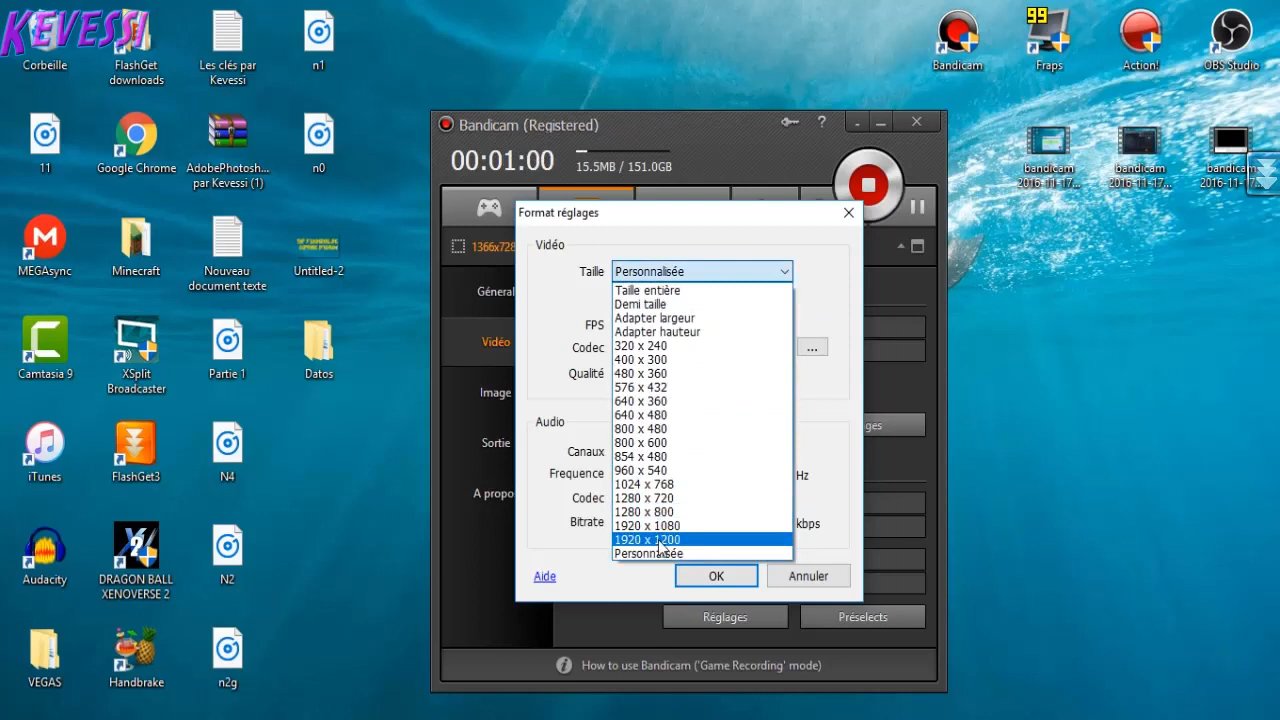 KEVESSI
Corbeille
FlashGet
downloads
Les clés par
Kevessi
n1
11
Google Chrome
AdobePhotosh...
par Kevessi (1)
n0
MEGAsync
Minecraft
Nouveau
document texte
Untitled-2
Camtasia 9
XSplit
Broadcaster
Partie 1
Datos
iTunes
FlashGet3
N4
Audacity
DRAGON BALL
XENOVERSE 2
N2
VEGAS
Handbrake
n2g
Bandicam
99
Fraps
Action!
OBS Studio
bandicam
2016-11-17...
bandicam
2016-11-17...
bandicam
2016-11-17...
Bandicam (Registered)
?
00:01:00
15.5MB / 151.0GB
1366x728
Géneral
Vidéo
Image
Sortie
A propo
Format réglages
Vidéo
Taille
Personnalisée
Taille entière
Demi taille
Adapter largeur
Adapter hauteur
320 x 240
400 x 300
480 x 360
576 x 432
640 x 360
640 x 480
800 x 480
800 x 600
854 x 480
960 x 540
1024 x 768
1280 x 720
1280 x 800
1920 x 1080
1920 x 1200
Personnalisée
FPS
Codec
...
Qualité
Audio
Canaux
Frequence
Hz
Codec
Bitrate
kbps
Aide
OK
Annuler
ges
Réglages
Préselects
How to use Bandicam ('Game Recording' mode)